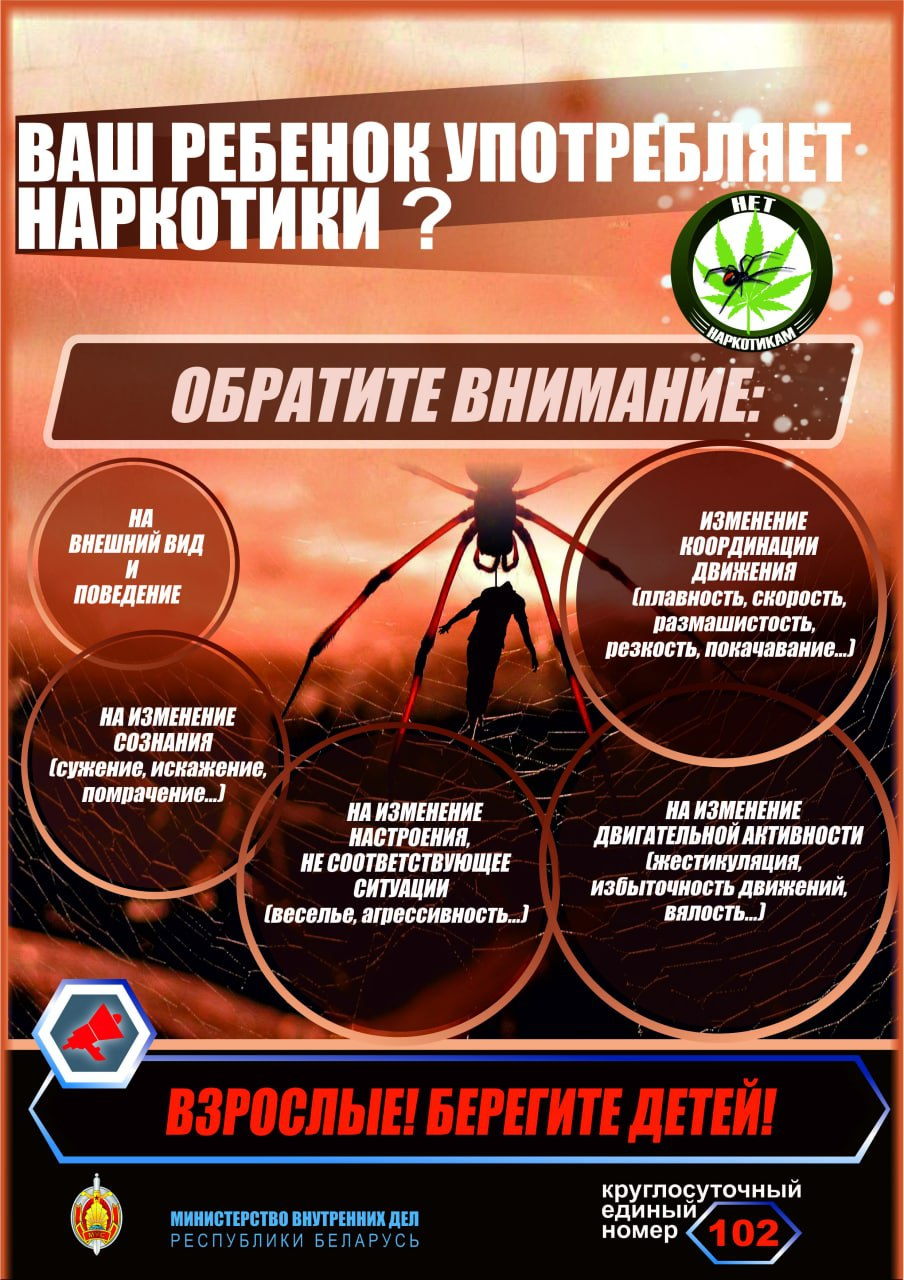 ВАШ РЕБЕНОК УПОТРЕБЛЯЕТ
НАРКОТИКИ ?
НЕТ
НАРКОТИКАМ
ОБРАТИТЕ ВНИМАНИЕ:
НА
ВНЕШНИЙ ВИД
И
ПОВЕДЕНИЕ
ИЗМЕНЕНИЕ
КООРДИНАЦИИ
ДВИЖЕНИЯ
(плавность, скорость,
размашистость,
резкость, покачавание...)
НА ИЗМЕНЕНИЕ
СОЗНАНИЯ
(сужение, искажение,
помрачение...)
НА ИЗМЕНЕНИЕ
НАСТРОЕНИЯ,
НЕ СООТВЕТСТВУЮЩЕЕ
СИТУАЦИИ
(веселье, агрессивность...)
НА ИЗМЕНЕНИЕ
ДВИГАТЕЛЬНОЙ АКТИВНОСТИ
(жестикуляция,
избыточность движений,
вялость...)
ВЗРОСЛЫЕ! БЕРЕГИТЕ ДЕТЕЙ!
МУС
МИНИСТЕРСТВО ВНУТРЕННИХ ДЕЛ
РЕСПУБЛИКИ БЕЛАРУСЬ
круглосуточный
единый
номер 102